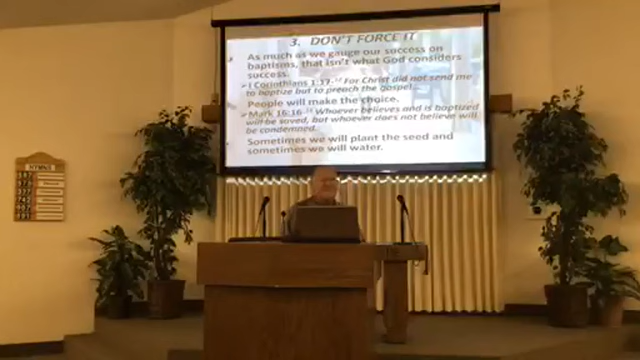 3. DON'T FORCE IT
As much as we gauge our success on
baptisms, that isn't what God considers
success.
I Corinthians 1:17-17 For Christ did not send me
to baptize but to preach the gospel...
People will make the choice.
Mark 16:16-16 Whoever believes and is baptized
will be saved, but whoever does not believe will
be condemned.
Sometimes we will plant the seed and
sometimes we will water.
HYMNS